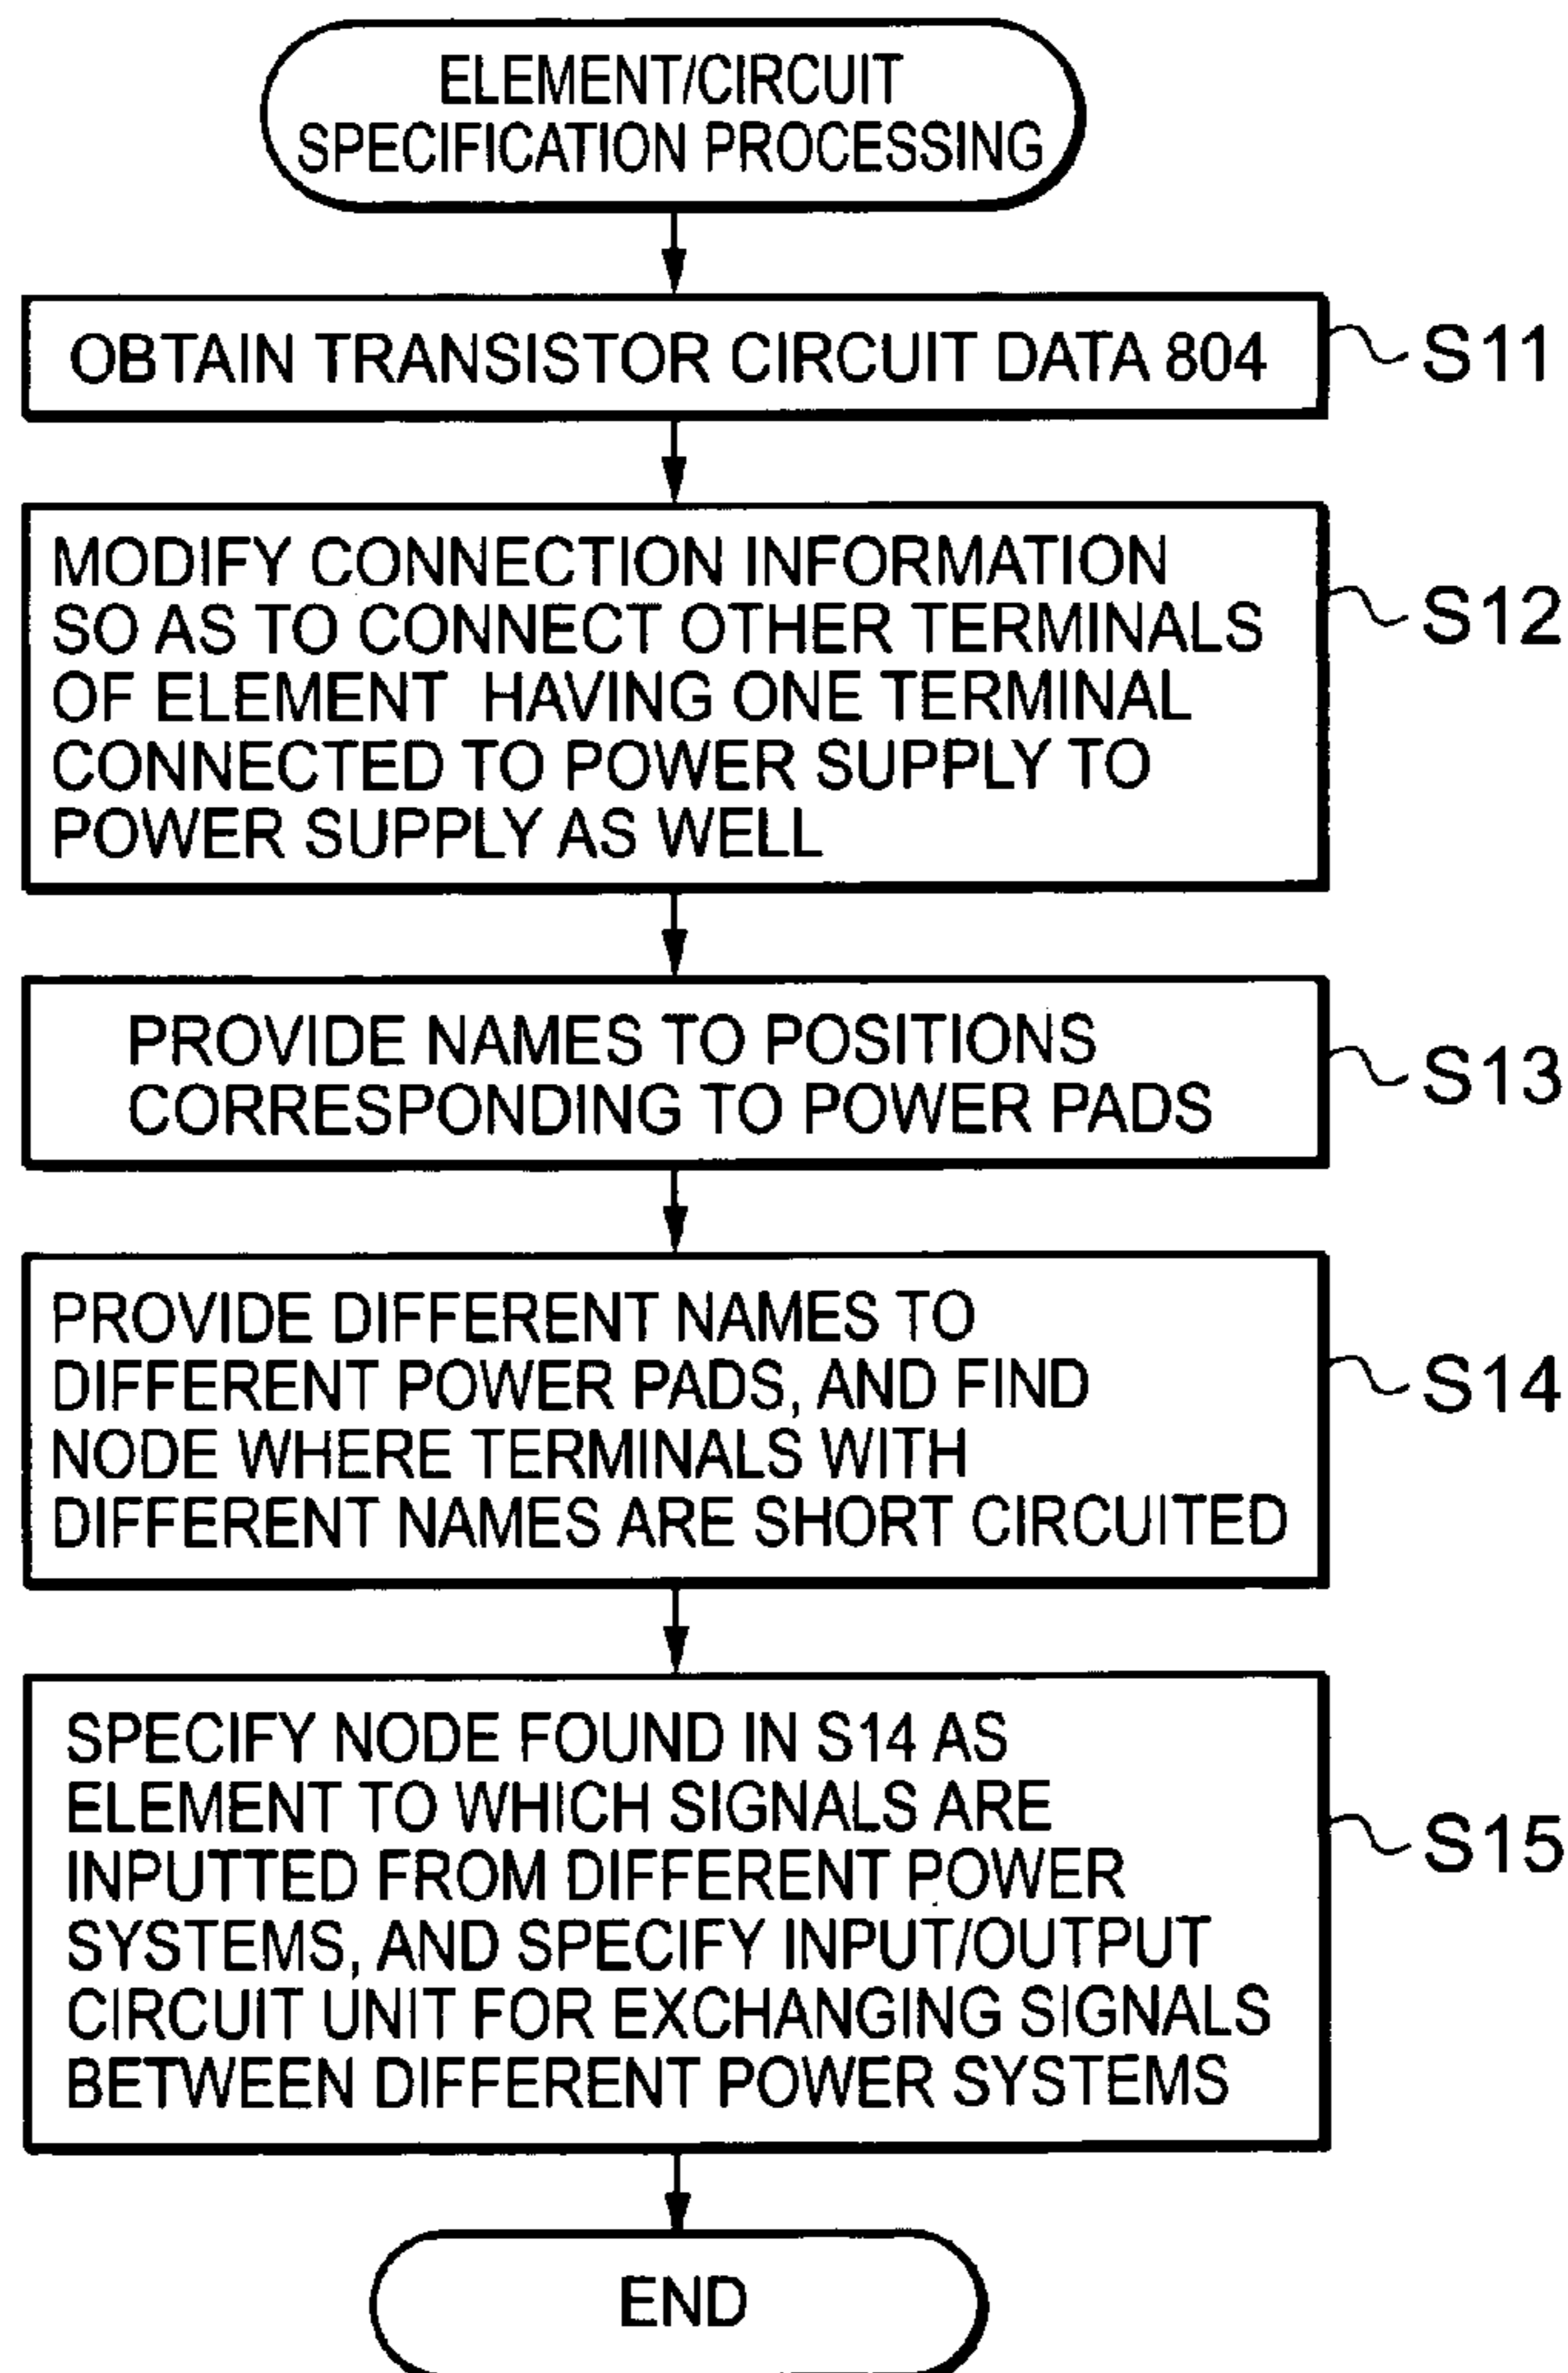 ELEMENT/CIRCUIT
SPECIFICATION PROCESSING
OBTAIN TRANSISTOR CIRCUIT DATA 804
S11
MODIFY CONNECTION INFORMATION
SO AS TO CONNECT OTHER TERMINALS
OF ELEMENT HAVING ONE TERMINAL
CONNECTED TO POWER SUPPLY TO
POWER SUPPLY AS WELL
S12
PROVIDE NAMES TO POSITIONS
CORRESPONDING TO POWER PADS
S13
PROVIDE DIFFERENT NAMES TO
DIFFERENT POWER PADS, AND FIND
NODE WHERE TERMINALS WITH
DIFFERENT NAMES ARE SHORT CIRCUITED
S14
SPECIFY NODE FOUND IN S14 AS
ELEMENT TO WHICH SIGNALS ARE
INPUTTED FROM DIFFERENT POWER
SYSTEMS, AND SPECIFY INPUT/OUTPUT
CIRCUIT UNIT FOR EXCHANGING SIGNALS
BETWEEN DIFFERENT POWER SYSTEMS
S15
END